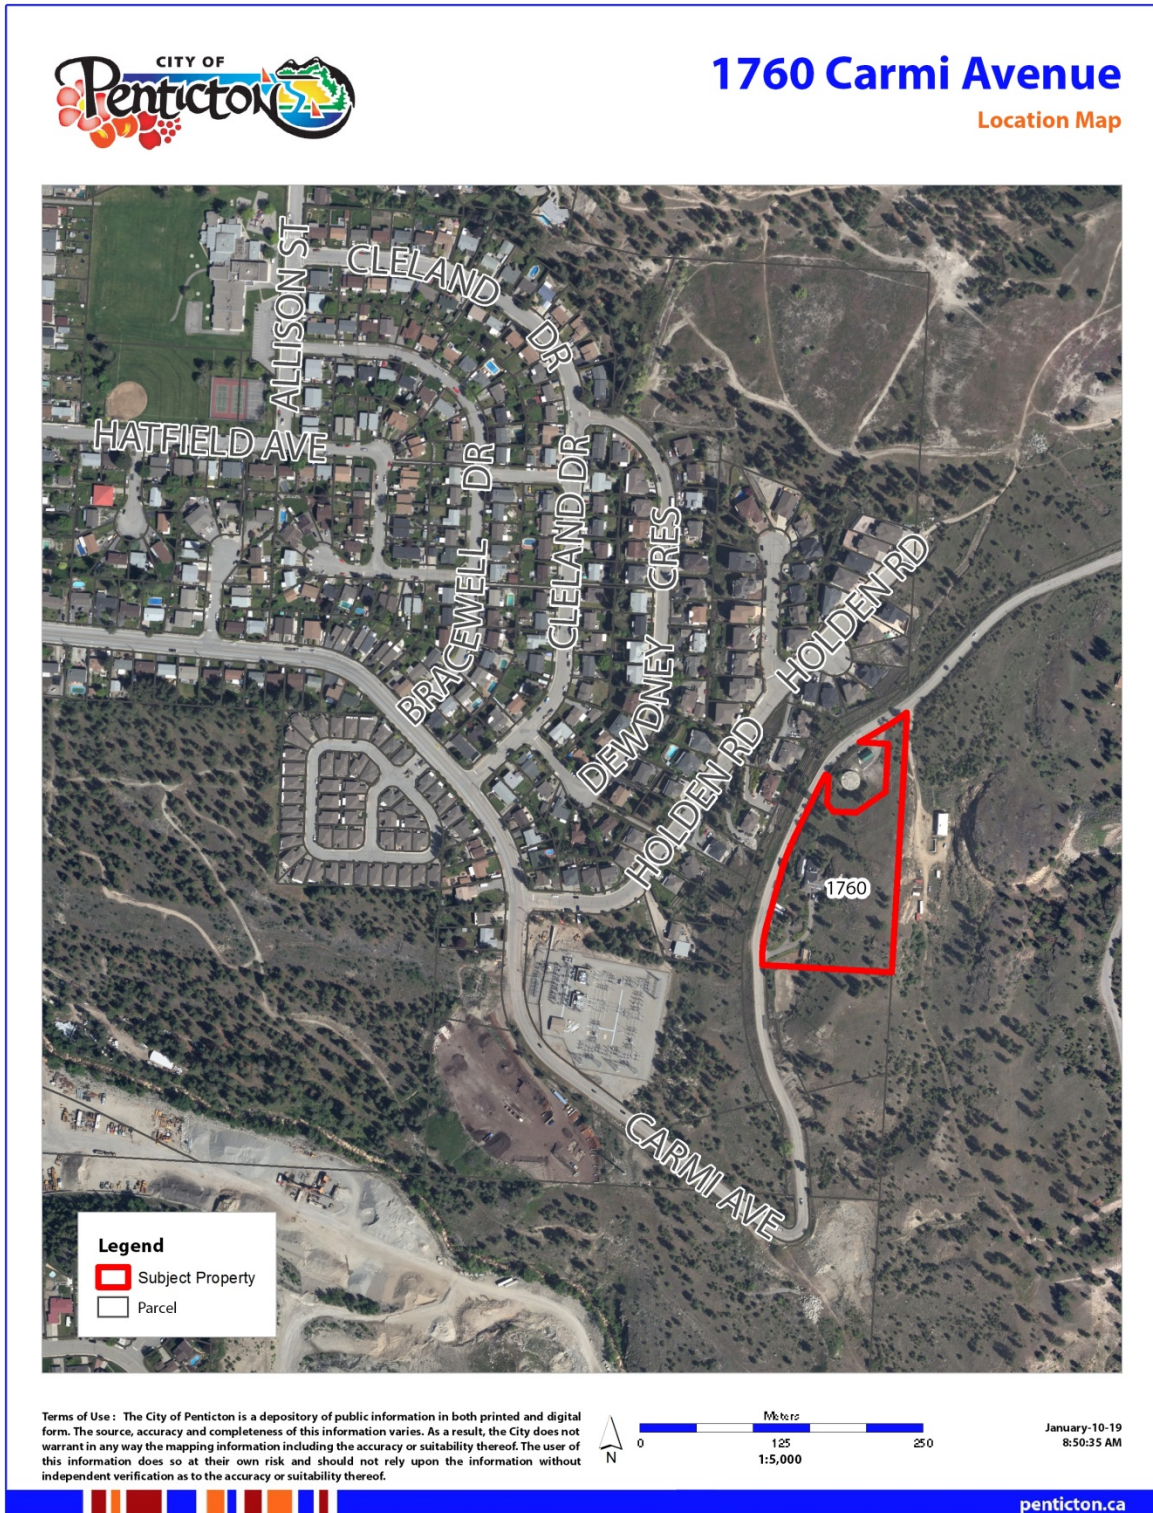 CITY OF
Penticton
1760 Carmi Avenue
Location Map
ALLISON ST
CLELAND DR
HATFIELD AVE
BRACEWELL DR
CLELAND DR
DEWDNEY CRES
HOLDEN RD
HOLDEN RD
1760
CARMI AVE
Legend
Subject Property
Parcel
Terms of Use : The City of Penticton is a depository of public information in both printed and digital
form. The source, accuracy and completeness of this information varies. As a result, the City does not
warrant in any way the mapping information including the accuracy or suitability thereof. The user of
this information does so at their own risk and should not rely upon the information without
independent verification as to the accuracy or suitability thereof.
N
Meters
0 125 250
1:5,000
January-10-19
8:50:35 AM
penticton.ca